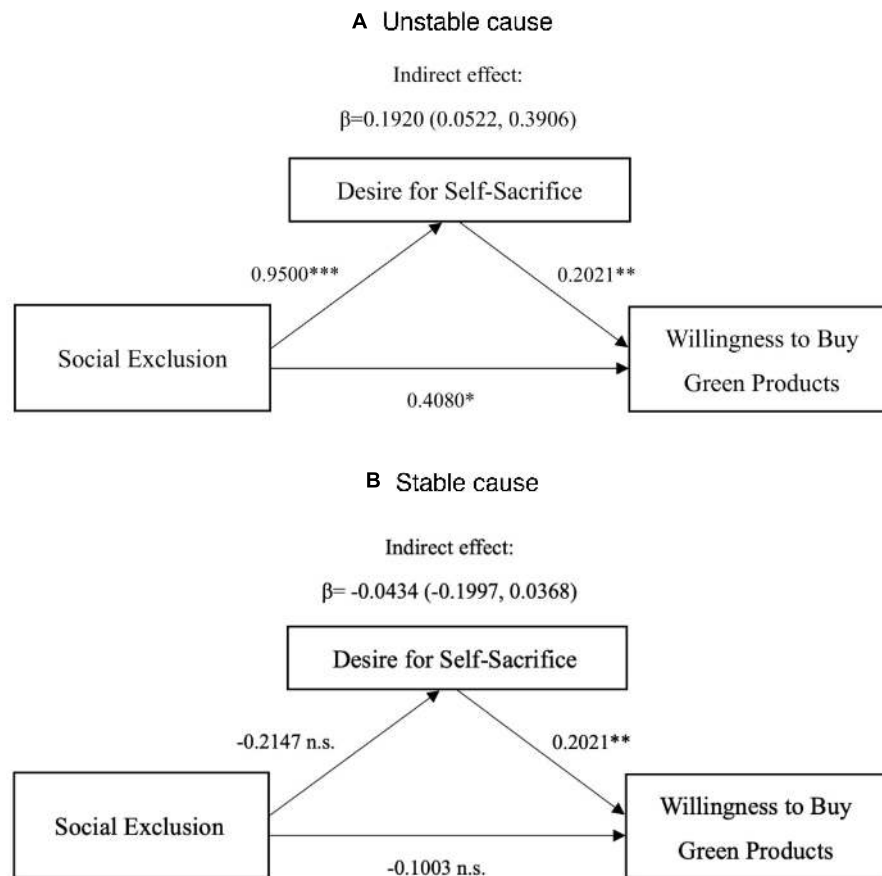 A Unstable cause
Indirect effect:
β=0.1920 (0.0522, 0.3906)
Desire for Self-Sacrifice
0.9500***
0.2021**
Social Exclusion
Willingness to Buy
Green Products
0.4080*
B Stable cause
Indirect effect:
β= -0.0434 (-0.1997, 0.0368)
Desire for Self-Sacrifice
-0.2147 n.s.
0.2021**
Social Exclusion
Willingness to Buy
Green Products
-0.1003 n.s.